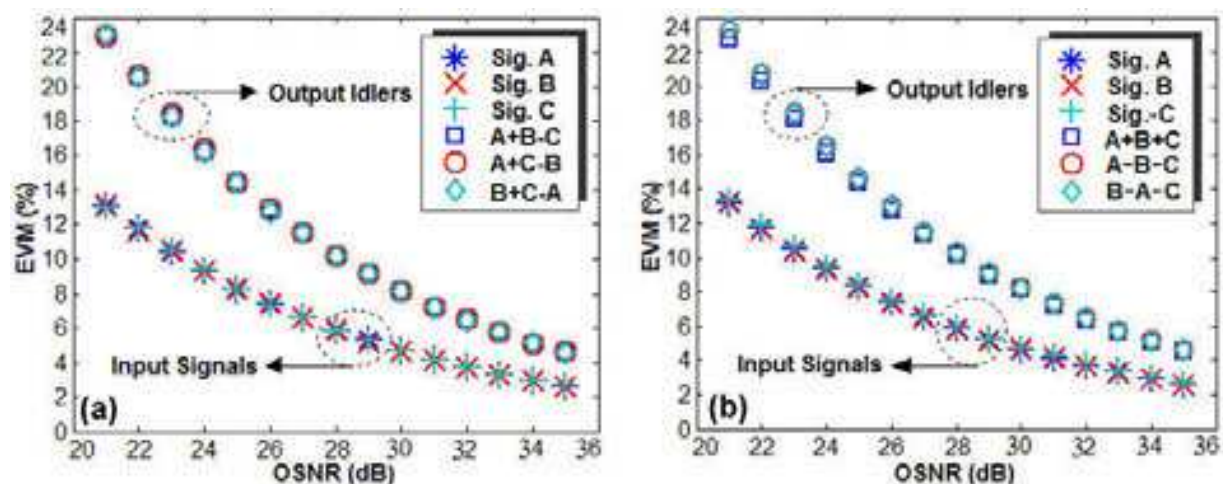 24
22
20
18
16
14
12
10
8
6
4
2
0
EVM (%)
Sig. A
Sig. B
Sig. C
A+B-C
A+C-B
B+C-A
Output Idlers
Input Signals
(a)
20 22 24 26 28 30 32 34 36
OSNR (dB)
24
22
20
18
16
14
12
10
8
6
4
2
0
EVM (%)
Sig. A
Sig. B
Sig.-C
A+B+C
A-B-C
B-A-C
Output Idlers
Input Signals
(b)
20 22 24 26 28 30 32 34 36
OSNR (dB)